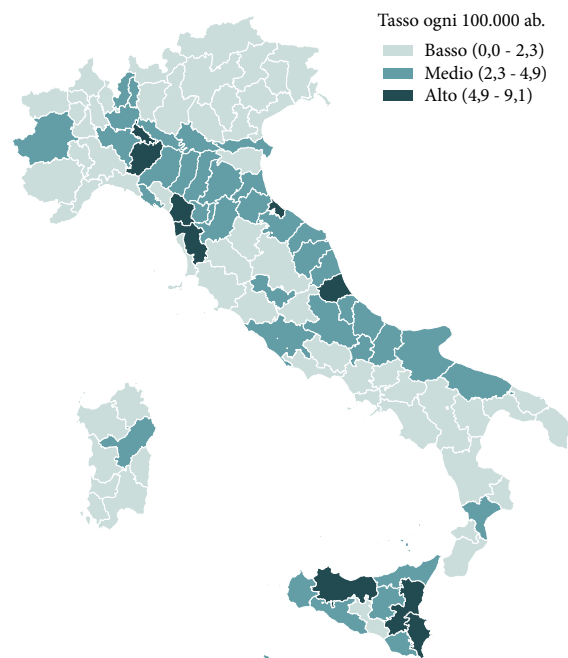 Tasso ogni 100.000 ab.
Basso (0,0 - 2,3)
Medio (2,3 - 4,9)
Alto (4,9 - 9,1)